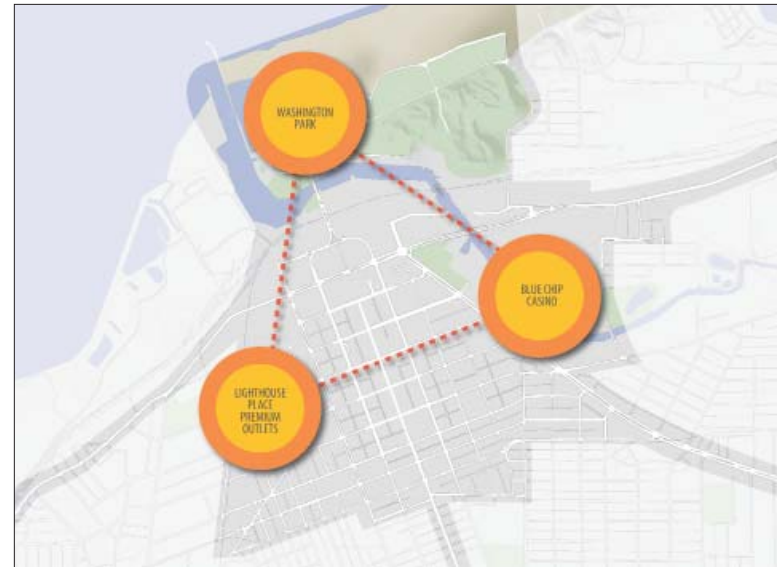 WASHINGTON
PARK
BLUE CHIP
CASINO
LIGHTHOUSE
PLACE
PREMIUM
OUTLETS